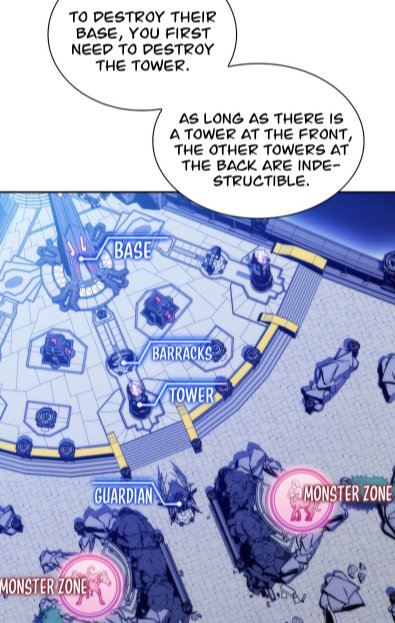 TO DESTROY THEIR
BASE, YOU FIRST
NEED TO DESTROY
THE TOWER.
AS LONG AS THERE IS
A TOWER AT THE FRONT,
THE OTHER TOWERS AT
THE BACK ARE INDE-
STRUCTIBLE.
BASE
BARRACKS
TOWER
GUARDIAN
MONSTER ZONE
MONSTER ZONE